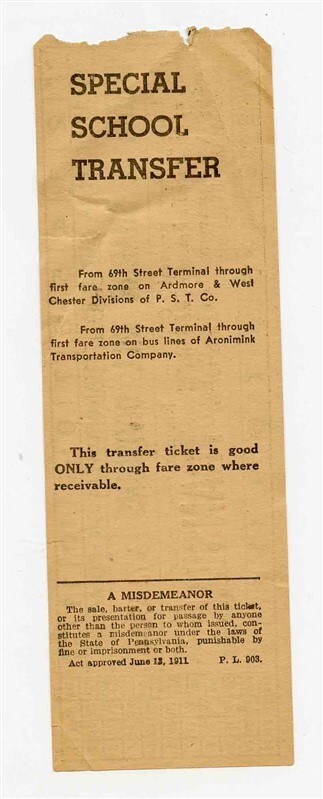 SPECIAL
SCHOOL
TRANSFER
From 69th Street Terminal through
first fare zone on Ardmore & West
Chester Divisions of P. S. T. Co.
From 69th Street Terminal through
first fare zone on bus lines of Aronimink
Transportation Company.
This transfer ticket is good
ONLY through fare zone where
receivable.
A MISDEMEANOR
The sale, barter, or transfer of this ticket,
or its presentation for passage by anyone
other than the person to whom issued, con-
stitutes a misdemeanor under the laws of
the State of Pennsylvania, punishable by
fine or imprisonment or both.
Act approved June 13, 1911 P. L. 903.